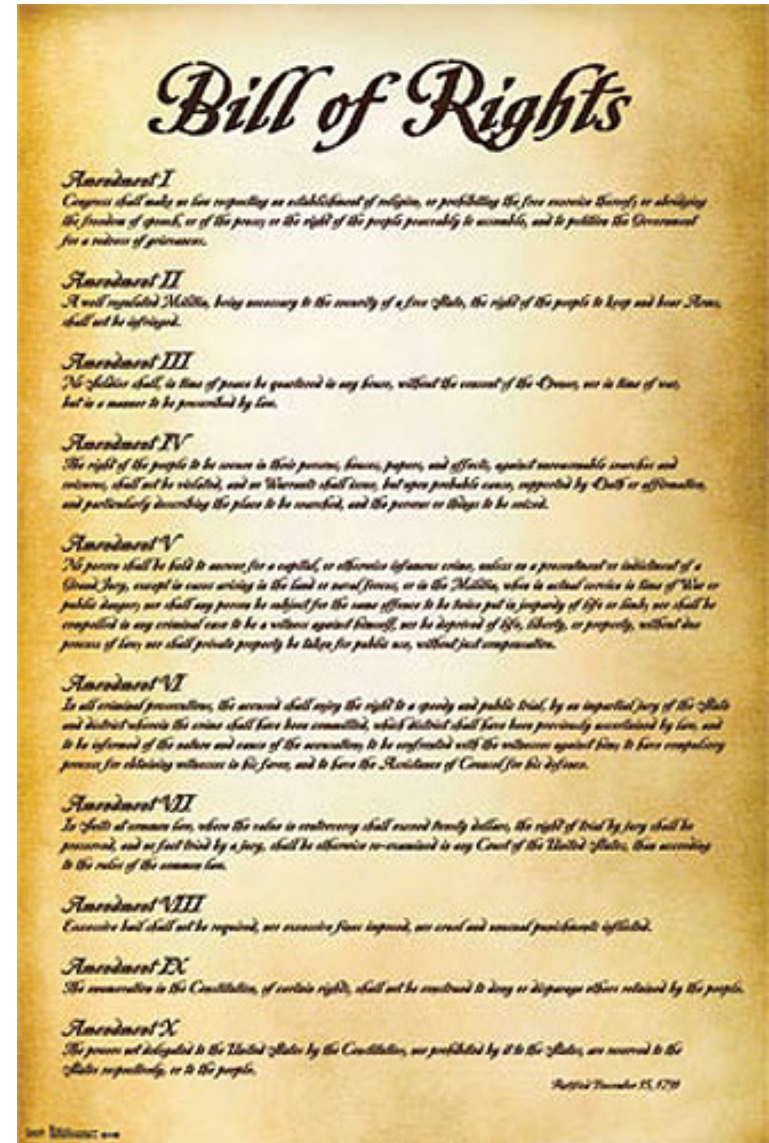 Bill of Rights
Amendment I
Congress shall make no law respecting an establishment of religion, or prohibiting the free exercise thereof; or abridging
the freedom of speech, or of the press; or the right of the people peaceably to assemble, and to petition the Government
for a redress of grievances.
Amendment II
A well regulated Militia, being necessary to the security of a free State, the right of the people to keep and bear Arms,
shall not be infringed.
Amendment III
No Soldier shall, in time of peace be quartered in any house, without the consent of the Owner, nor in time of war,
but in a manner to be prescribed by law.
Amendment IV
The right of the people to be secure in their persons, houses, papers, and effects, against unreasonable searches and
seizures, shall not be violated, and no Warrants shall issue, but upon probable cause, supported by Oath or affirmation,
and particularly describing the place to be searched, and the persons or things to be seized.
Amendment V
No person shall be held to answer for a capital, or otherwise infamous crime, unless on a presentment or indictment of a
Grand Jury, except in cases arising in the land or naval forces, or in the Militia, when in actual service in time of War or
public danger; nor shall any person be subject for the same offence to be twice put in jeopardy of life or limb; nor shall be
compelled in any criminal case to be a witness against himself, nor be deprived of life, liberty, or property, without due
process of law; nor shall private property be taken for public use, without just compensation.
Amendment VI
In all criminal prosecutions, the accused shall enjoy the right to a speedy and public trial, by an impartial jury of the State
and district wherein the crime shall have been committed, which district shall have been previously ascertained by law, and
to be informed of the nature and cause of the accusation; to be confronted with the witnesses against him; to have compulsory
process for obtaining witnesses in his favor, and to have the Assistance of Counsel for his defence.
Amendment VII
In Suits at common law, where the value in controversy shall exceed twenty dollars, the right of trial by jury shall be
preserved, and no fact tried by a jury, shall be otherwise re-examined in any Court of the United States, than according
to the rules of the common law.
Amendment VIII
Excessive bail shall not be required, nor excessive fines imposed, nor cruel and unusual punishments inflicted.
Amendment IX
The enumeration in the Constitution, of certain rights, shall not be construed to deny or disparage others retained by the people.
Amendment X
The powers not delegated to the United States by the Constitution, nor prohibited by it to the States, are reserved to the
States respectively, or to the people.
Ratified December 15, 1791